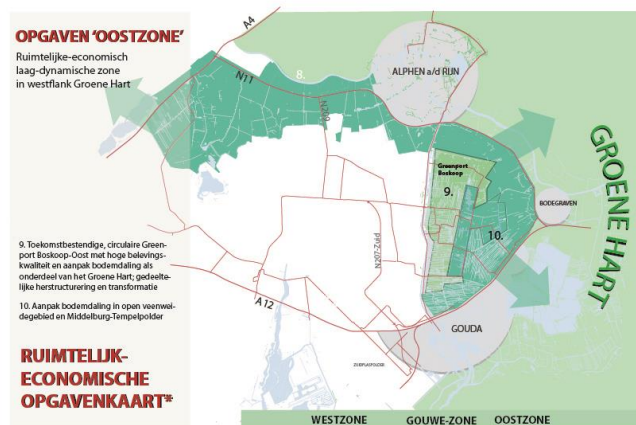 OPGAVEN 'OOSTZONE'
Ruimtelijke-economisch
laag-dynamische zone
in westflank Groene Hart
A4
N11
8.
ALPHEN a/d RIJN
N209
Greenport
Boskoop
9.
10.
BODEGRAVEN
GROENE HART
N207-Zuid
A12
GOUDA
ZUIDPLASPOLDER
9. Toekomstbestendige, circulaire Green-
port Boskoop-Oost met hoge belevings-
kwaliteit en aanpak bodemdaling als
onderdeel van het Groene Hart; gedeelte-
lijke herstructurering en transformatie
10. Aanpak bodemdaling in open veenwei-
degebied en Middelburg-Tempelpolder
RUIMTELIJK-
ECONOMISCHE
OPGAVENKAART*
WESTZONE GOUWE-ZONE OOSTZONE